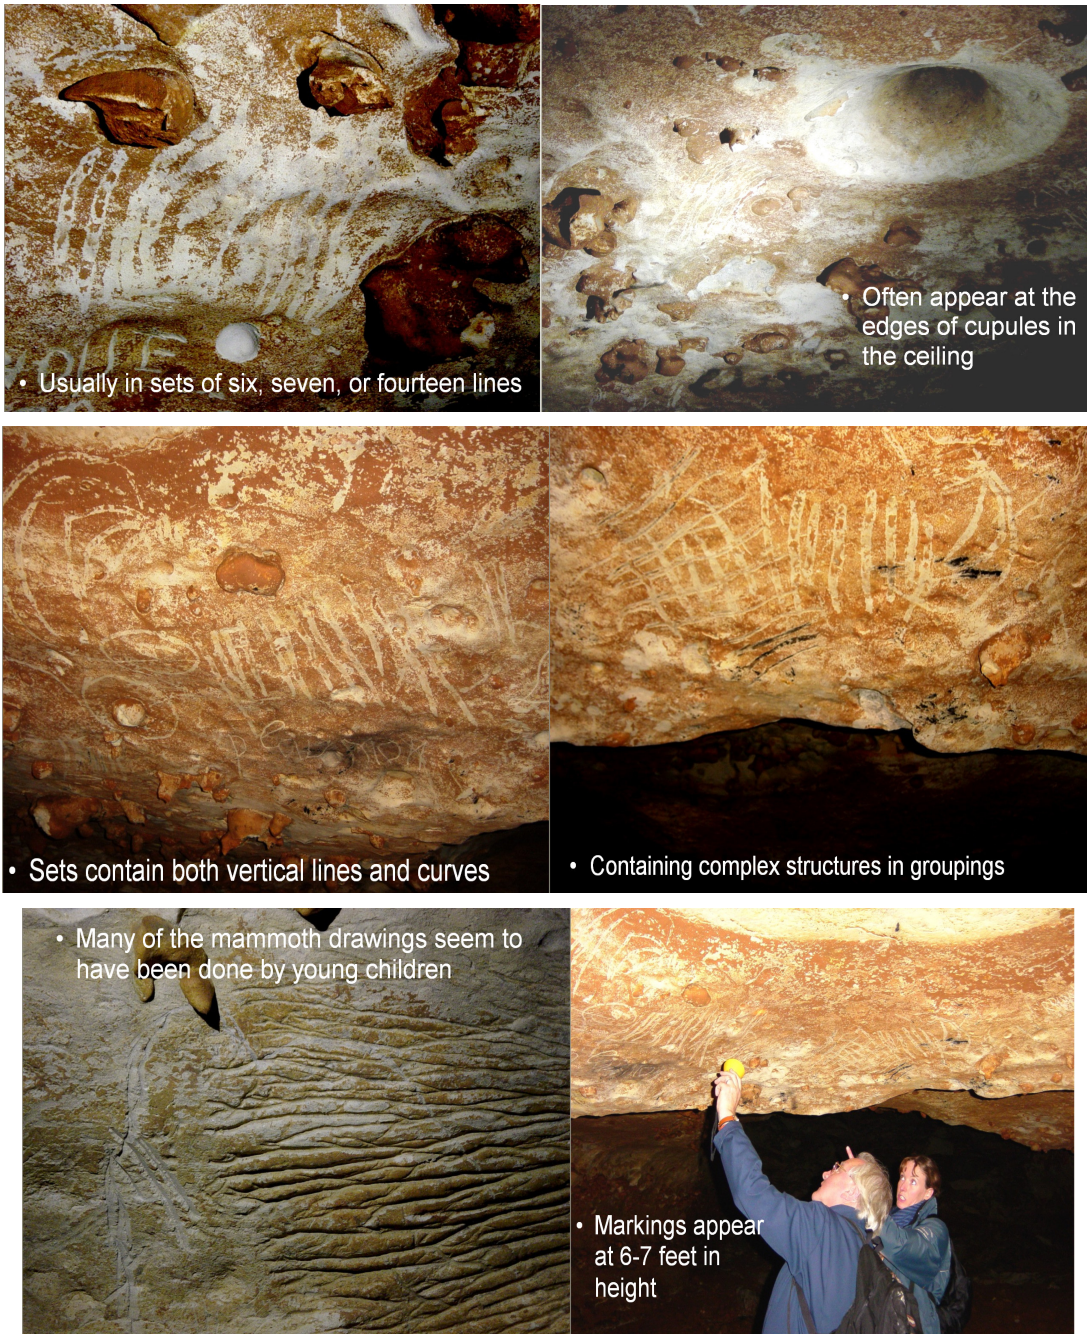 • Usually in sets of six, seven, or fourteen lines
• Often appear at the
edges of cupules in
the ceiling
• Sets contain both vertical lines and curves
• Containing complex structures in groupings
• Many of the mammoth drawings seem to
have been done by young children
• Markings appear
at 6-7 feet in
height